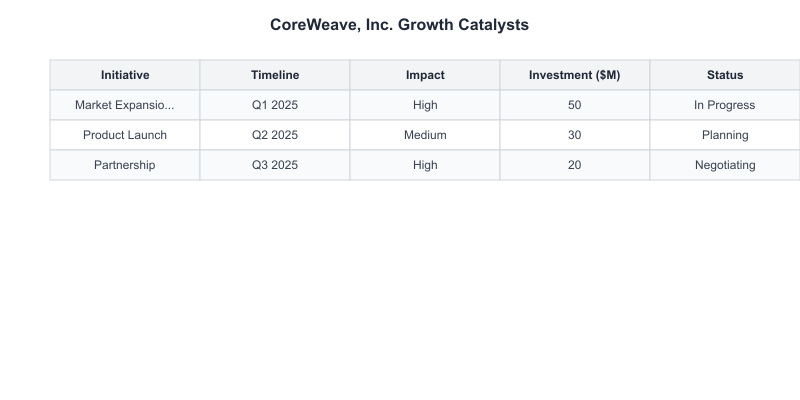 CoreWeave, Inc. Growth Catalysts
Initiative Timeline Impact Investment ($M) Status
Market Expansio... Q1 2025 High 50 In Progress
Product Launch Q2 2025 Medium 30 Planning
Partnership Q3 2025 High 20 Negotiating